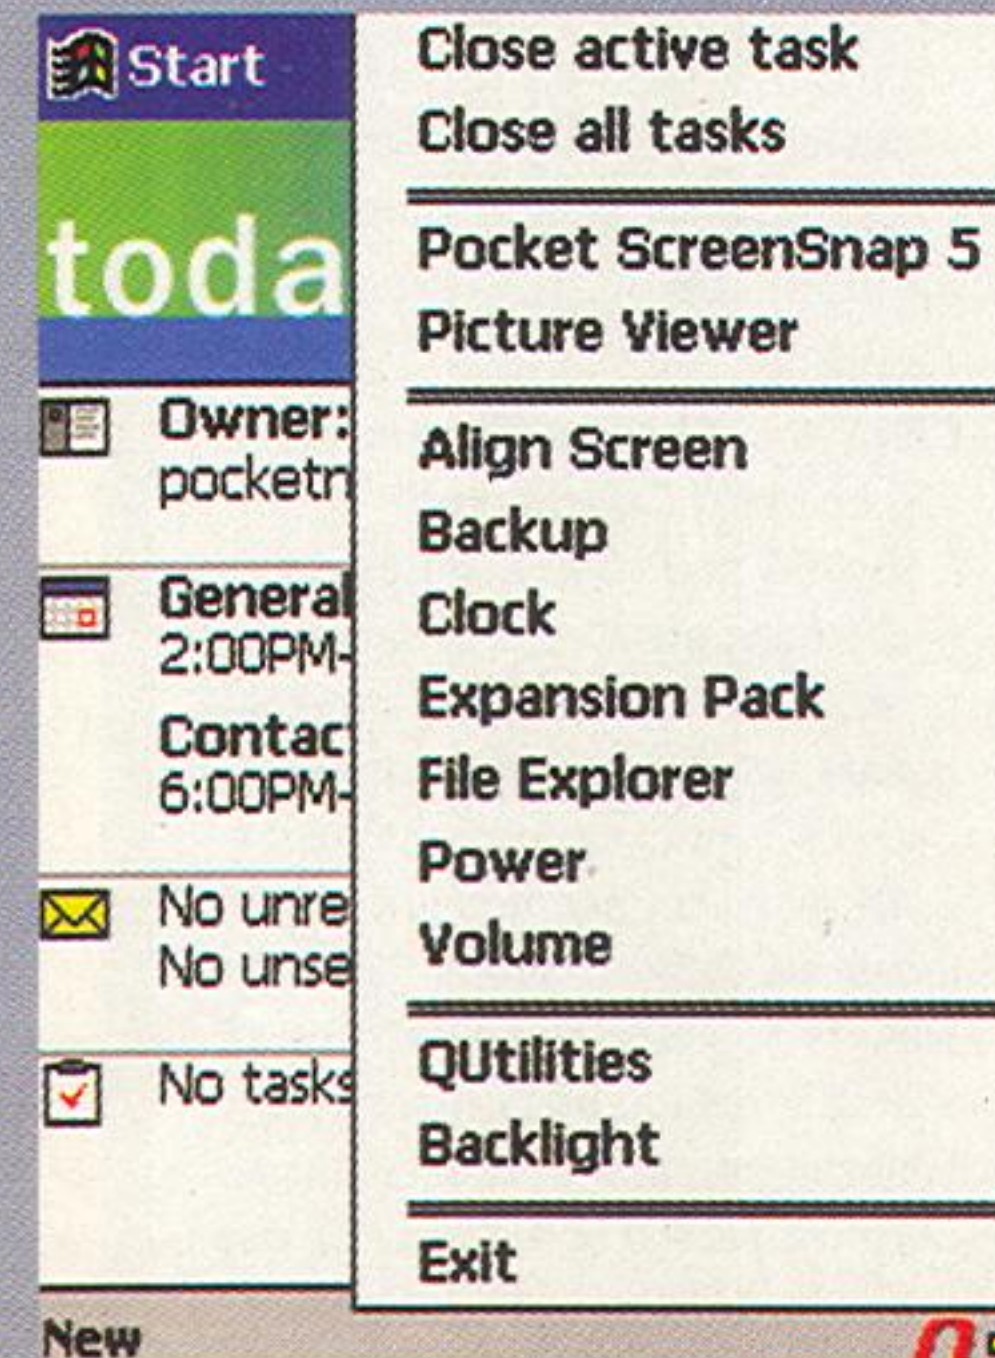 Start
toda
Owner:
pocketn
General
2:00PM-
Contac
6:00PM-
No unre
No unse
No tasks
New
Close active task
Close all tasks
Pocket ScreenSnap 5
Picture Viewer
Align Screen
Backup
Clock
Expansion Pack
File Explorer
Power
Volume
QUtilities
Backlight
Exit